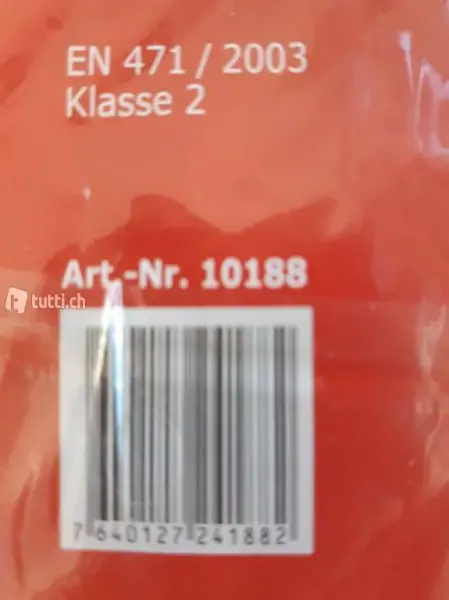 EN 471 / 2003
Klasse 2
Art.-Nr. 10188
tutti.ch
7 640127 241882